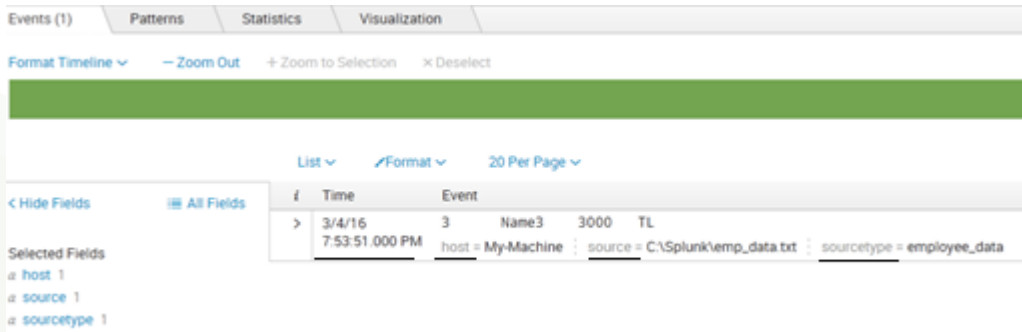 Events (1) Patterns Statistics Visualization
Format Timeline — Zoom Out + Zoom to Selection × Deselect
List Format 20 Per Page
< Hide Fields All Fields
i Time Event
> 3/4/16 3 Name3 3000 TL
7:53:51.000 PM host = My-Machine source = C:\Splunk\emp_data.txt sourcetype = employee_data
Selected Fields
a host 1
a source 1
a sourcetype 1